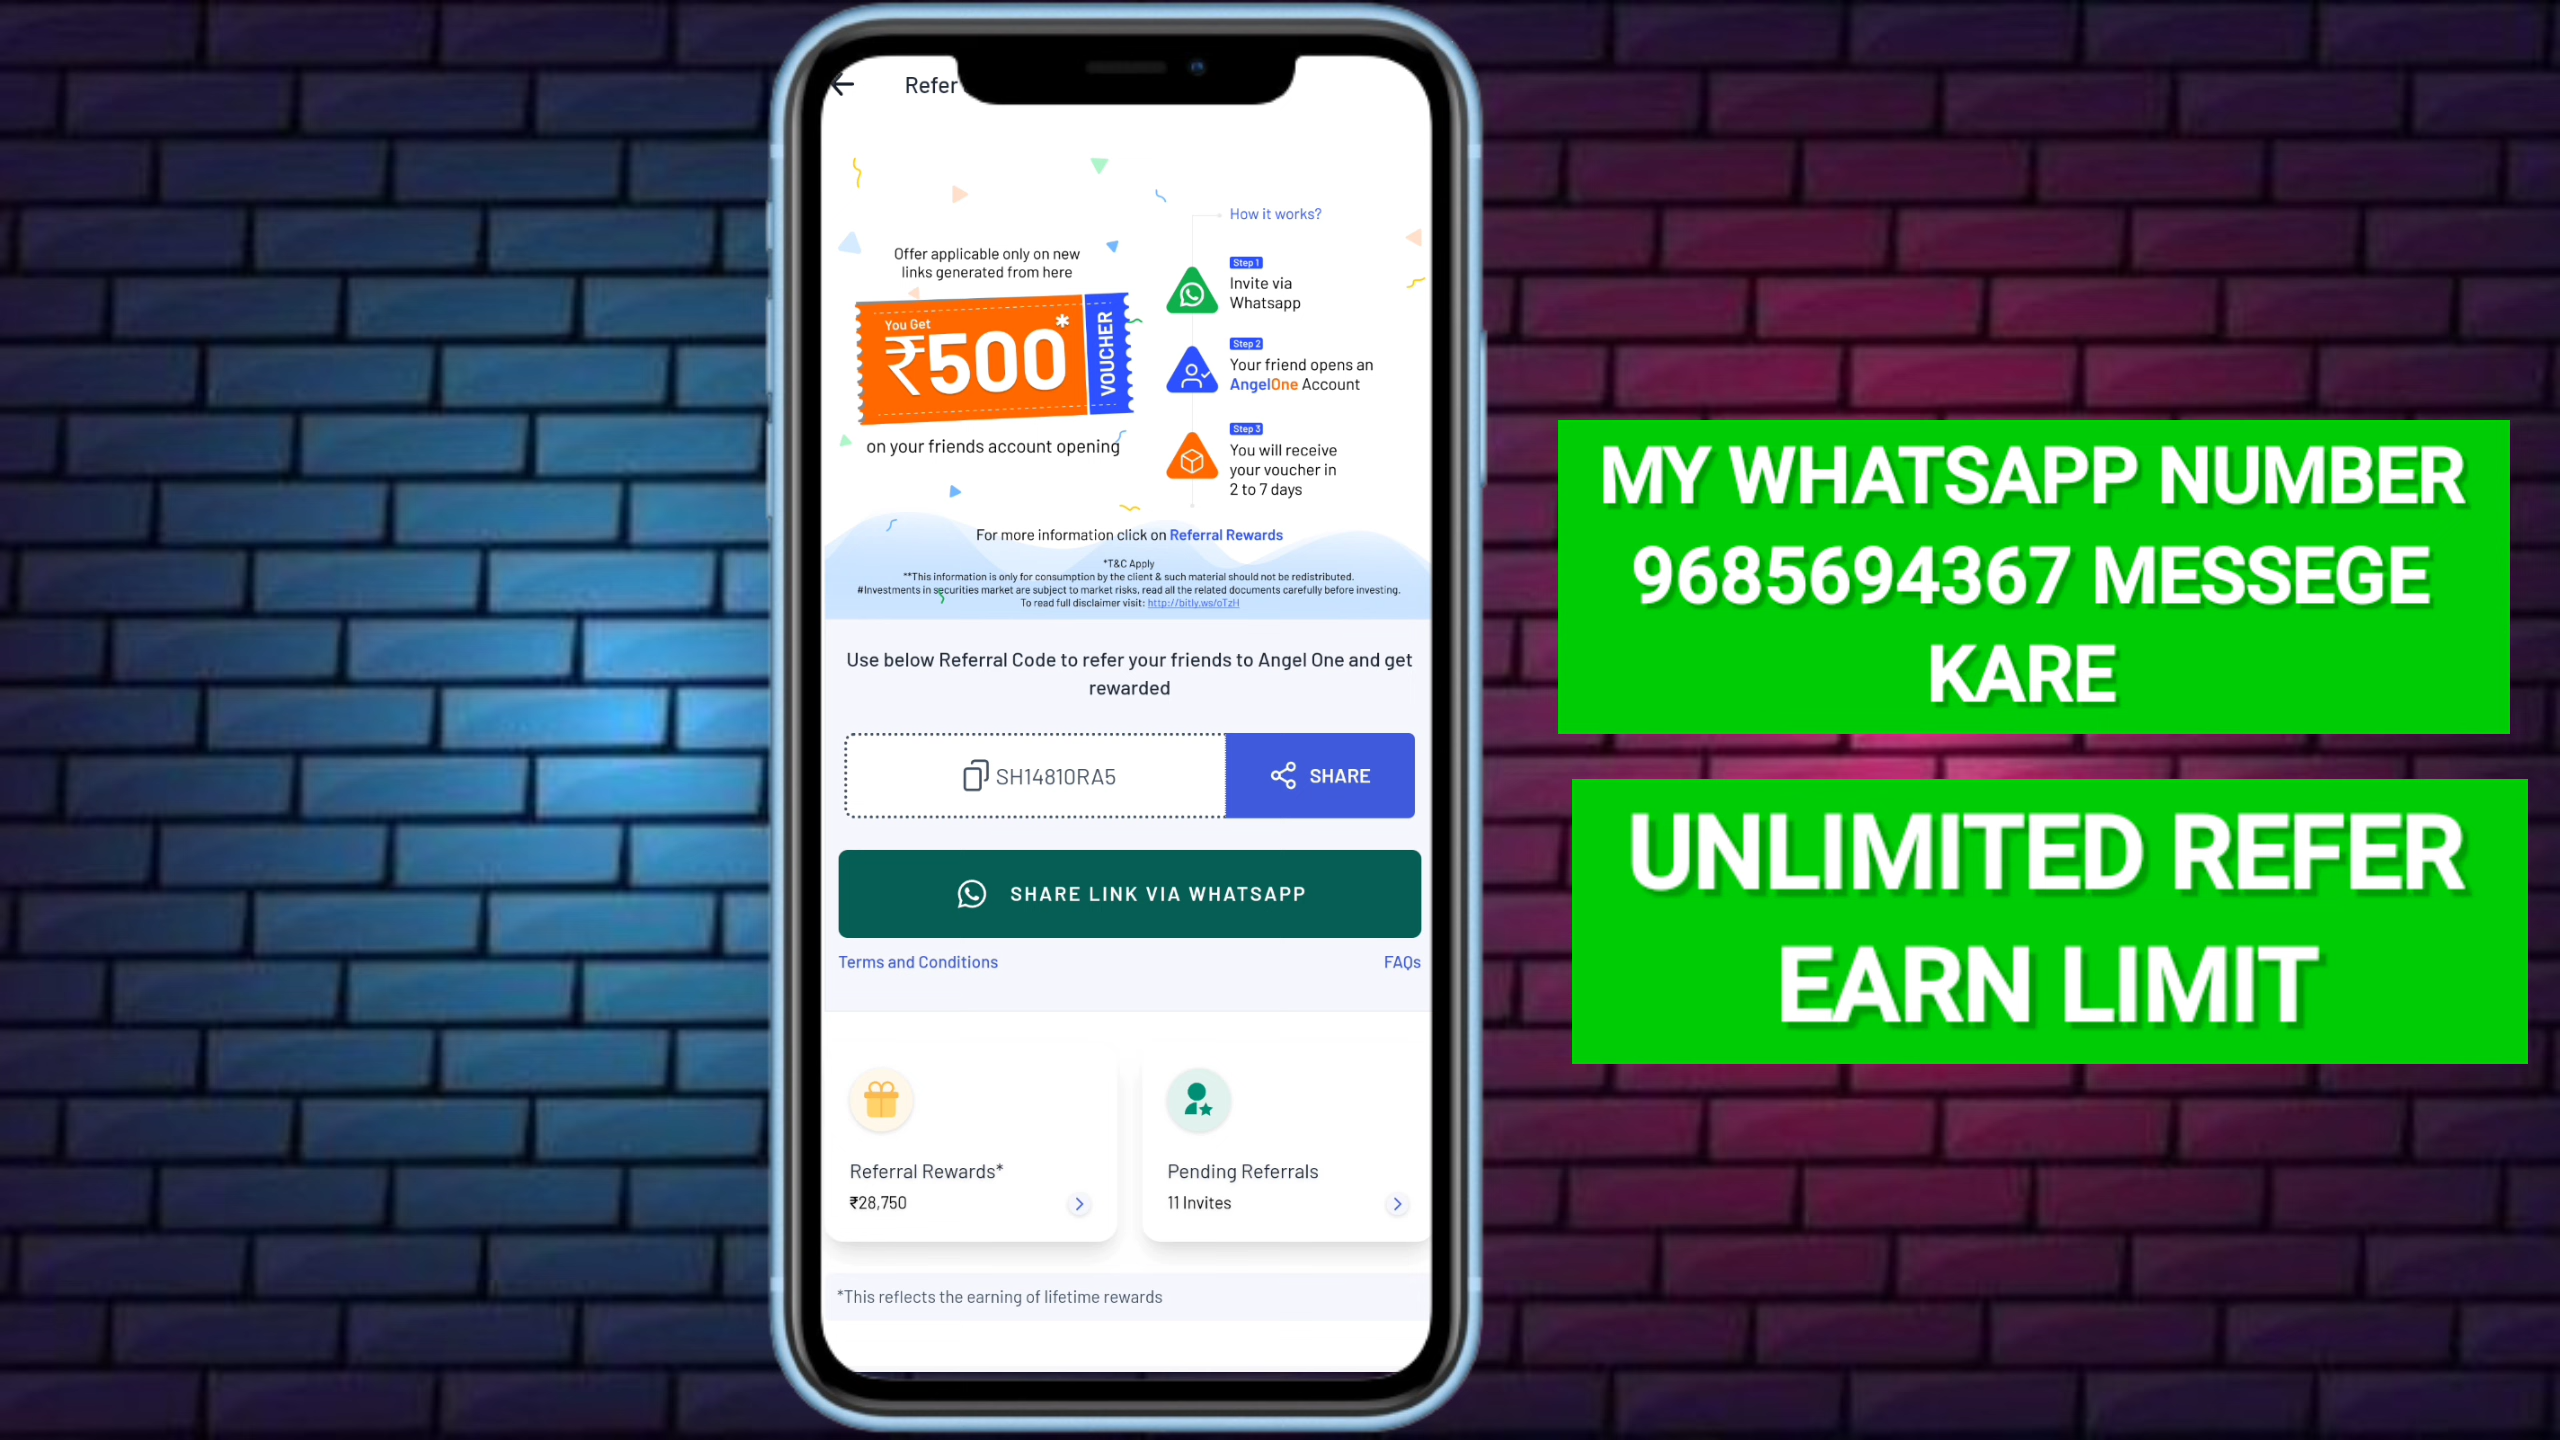 Refer
How it works?
Offer applicable only on new
links generated from here
You Get
₹500*
VOUCHER
on your friends account opening
Step 1
Invite via
Whatsapp
Step 2
Your friend opens an
AngelOne Account
Step 3
You will receive
your voucher in
2 to 7 days
For more information click on Referral Rewards
*T&C Apply
**This information is only for consumption by the client & such material should not be redistributed.
#Investments in securities market are subject to market risks, read all the related documents carefully before investing.
To read full disclaimer visit: http://bitly.ws/oTzH
Use below Referral Code to refer your friends to Angel One and get
rewarded
SH14810RA5
SHARE
SHARE LINK VIA WHATSAPP
Terms and Conditions
FAQs
Referral Rewards*
₹28,750
Pending Referrals
11 Invites
*This reflects the earning of lifetime rewards
MY WHATSAPP NUMBER
9685694367 MESSEGE
KARE
UNLIMITED REFER
EARN LIMIT